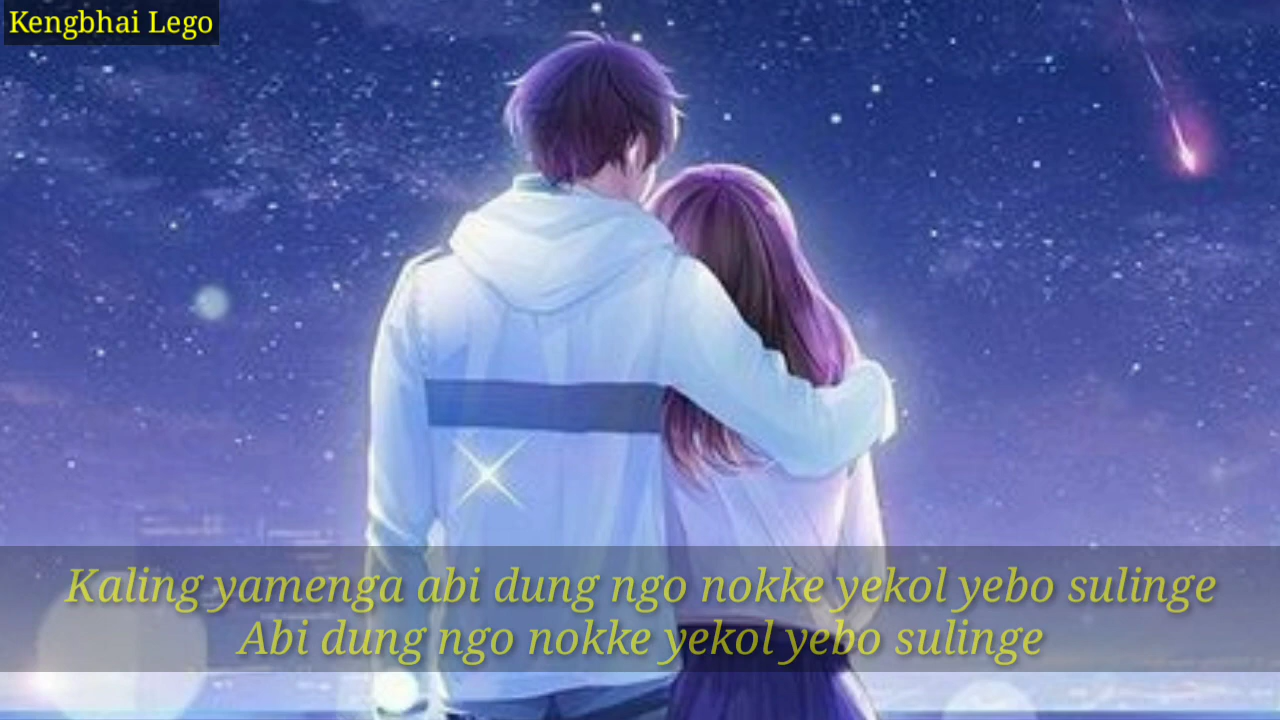 Kengbhai Lego
Kaling yamenga abi dung ngo nokke yekol yebo sulinge
Abi dung ngo nokke yekol yebo sulinge